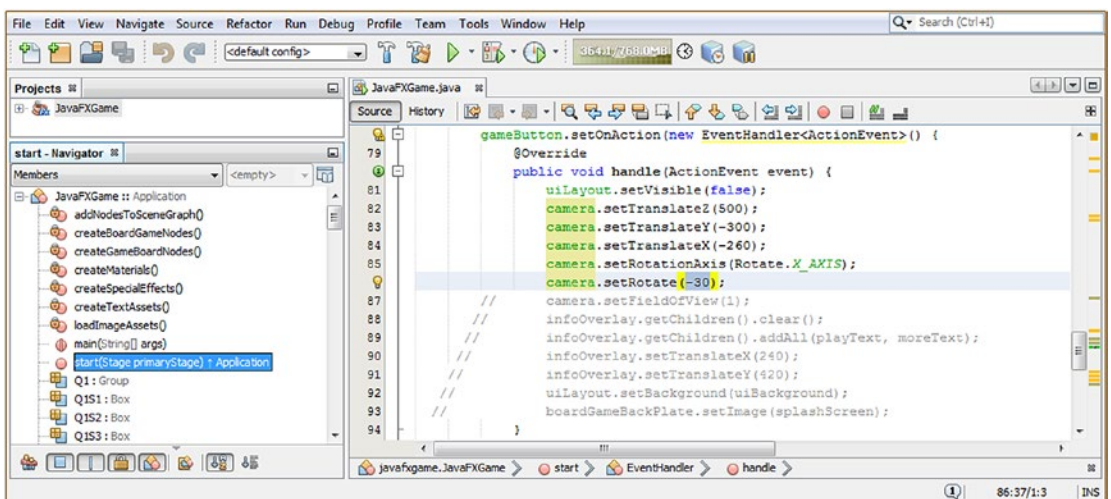 File Edit View Navigate Source Refactor Run Debug Profile Team Tools Window Help
Search (Ctrl+I)
<default config>
364.1/768.0MB
Projects
JavaFXGame
start - Navigator
Members
<empty>
JavaFXGame :: Application
addNodesToSceneGraph()
createBoardGameNodes()
createGameBoardNodes()
createMaterials()
createSpecialEffects()
createTextAssets()
loadImageAssets()
main(String[] args)
start(Stage primaryStage) ↑ Application
Q1 : Group
Q1S1 : Box
Q1S2 : Box
Q1S3 : Box
JavaFXGame.java
Source History
gameButton.setOnAction(new EventHandler<ActionEvent>() {
79 @Override
public void handle(ActionEvent event) {
81 uiLayout.setVisible(false);
82 camera.setTranslateZ(500);
83 camera.setTranslateY(-300);
84 camera.setTranslateX(-260);
85 camera.setRotationAxis(Rotate.X_AXIS);
camera.setRotate(-30);
87 // camera.setFieldOfView(1);
88 // infoOverlay.getChildren().clear();
89 // infoOverlay.getChildren().addAll(playText, moreText);
90 // infoOverlay.setTranslateX(240);
91 // infoOverlay.setTranslateY(420);
92 // uiLayout.setBackground(uiBackground);
93 // boardGameBackPlate.setImage(splashScreen);
94 }
javafxgame.JavaFXGame start EventHandler handle
1 86:37/1:3 INS